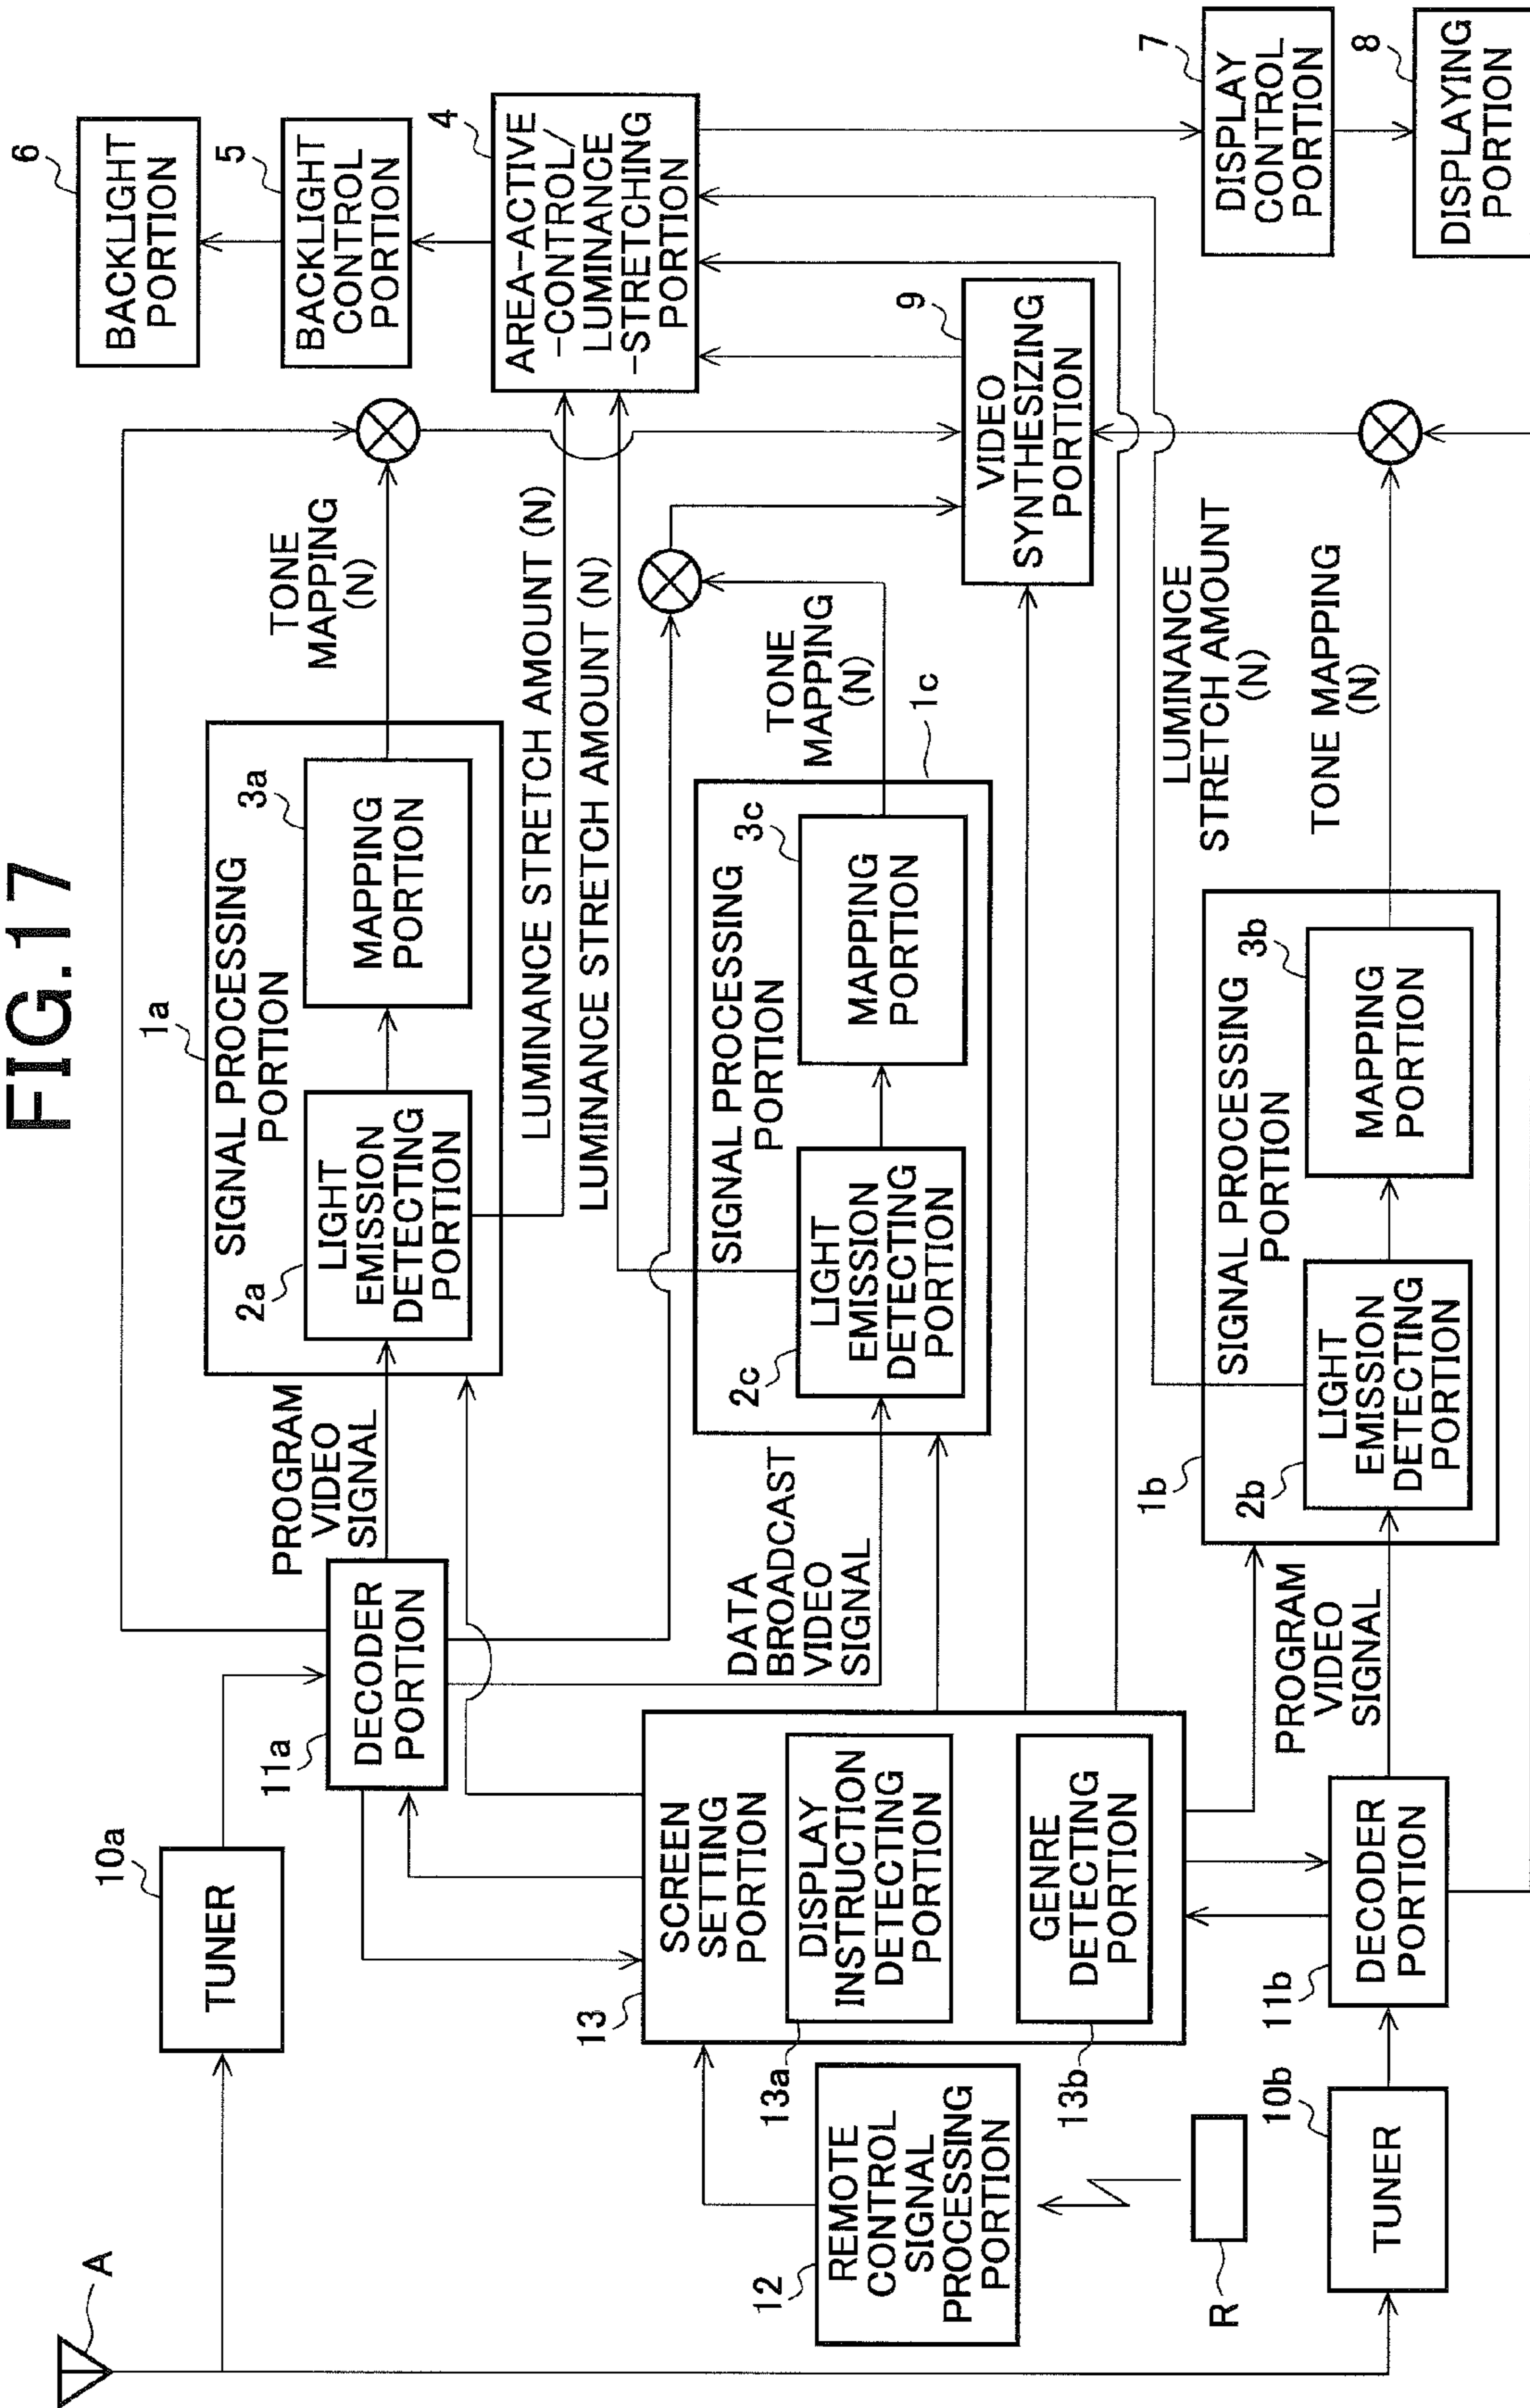 FIG.17
A
10a
TUNER
11a
DECODER
PORTION
PROGRAM
VIDEO
SIGNAL
1a
SIGNAL PROCESSING
PORTION
2a
LIGHT
EMISSION
DETECTING
PORTION
3a
MAPPING
PORTION
TONE
MAPPING
(N)
LUMINANCE STRETCH AMOUNT (N)
LUMINANCE STRETCH AMOUNT (N)
6
BACKLIGHT
PORTION
5
BACKLIGHT
CONTROL
PORTION
4
AREA-ACTIVE
-CONTROL/
LUMINANCE
-STRETCHING
PORTION
12
REMOTE
CONTROL
SIGNAL
PROCESSING
PORTION
R
13
SCREEN
SETTING
PORTION
13a
DISPLAY
INSTRUCTION
DETECTING
PORTION
13b
GENRE
DETECTING
PORTION
DATA
BROADCAST
VIDEO
SIGNAL
SIGNAL PROCESSING
PORTION
1c
2c
LIGHT
EMISSION
DETECTING
PORTION
3c
MAPPING
PORTION
TONE
MAPPING
(N)
9
VIDEO
SYNTHESIZING
PORTION
10b
TUNER
11b
DECODER
PORTION
PROGRAM
VIDEO
SIGNAL
1b
SIGNAL PROCESSING
PORTION
2b
LIGHT
EMISSION
DETECTING
PORTION
3b
MAPPING
PORTION
LUMINANCE
STRETCH AMOUNT
(N)
TONE MAPPING
(N)
7
DISPLAY
CONTROL
PORTION
8
DISPLAYING
PORTION